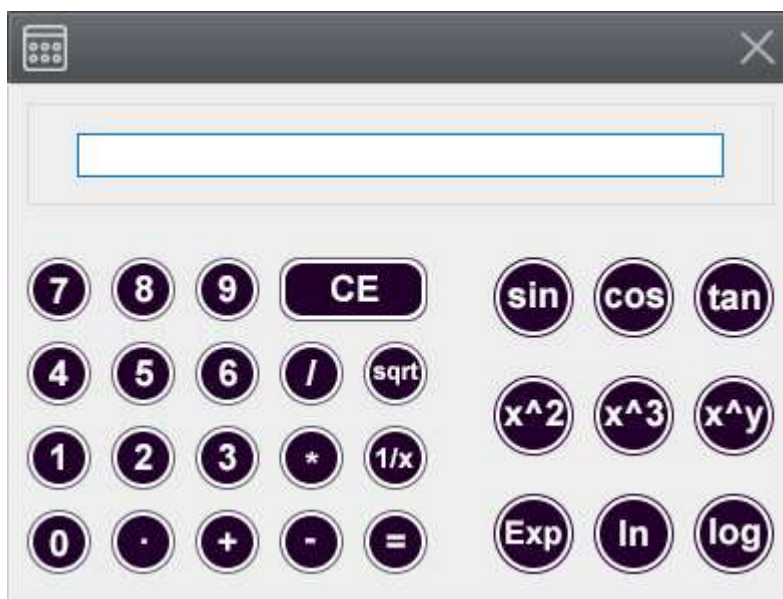 7 8 9 CE sin cos tan
4 5 6 / sqrt
x^2 x^3 x^y
1 2 3 * 1/x
0 . + - = Exp ln log